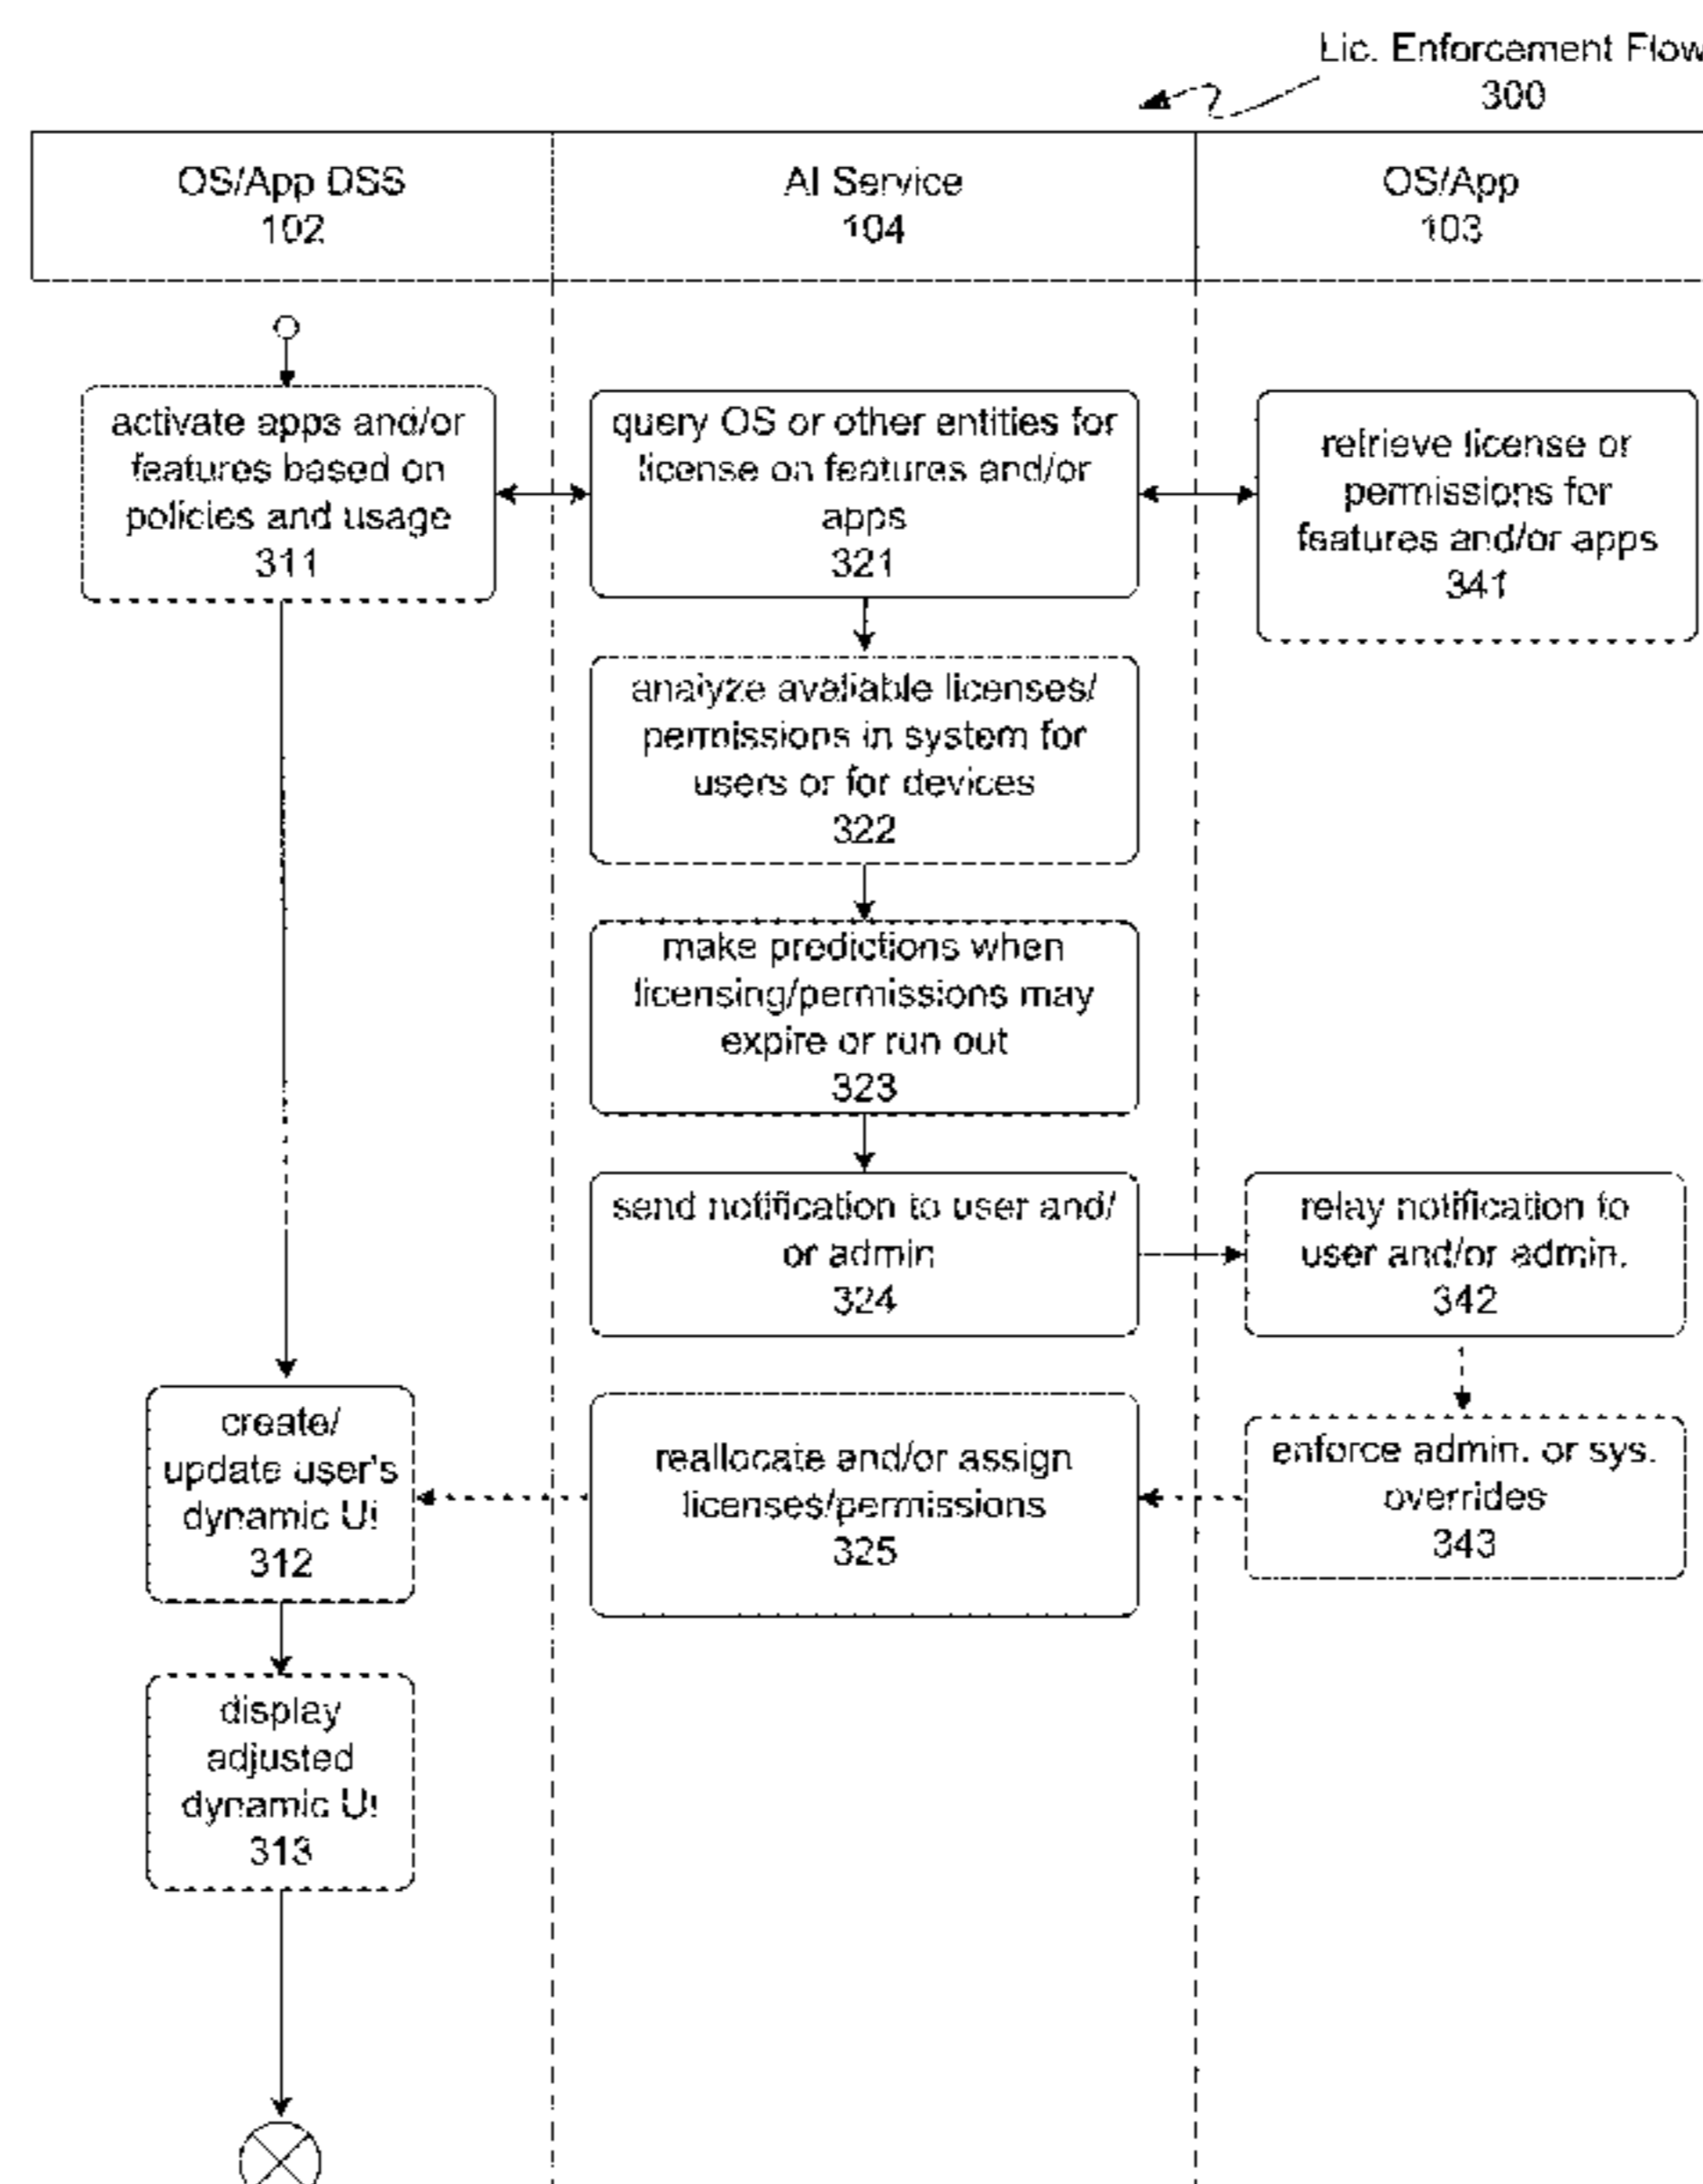 Lic. Enforcement Flow
300
OS/App DSS
102
AI Service
104
OS/App
103
activate apps and/or
features based on
policies and usage
311
query OS or other entities for
license on features and/or
apps
321
retrieve license or
permissions for
features and/or apps
341
analyze available licenses/
permissions in system for
users or for devices
322
make predictions when
licensing/permissions may
expire or run out
323
send notification to user and/
or admin
324
relay notification to
user and/or admin.
342
create/
update user's
dynamic UI
312
reallocate and/or assign
licenses/permissions
325
enforce admin. or sys.
overrides
343
display
adjusted
dynamic UI
313